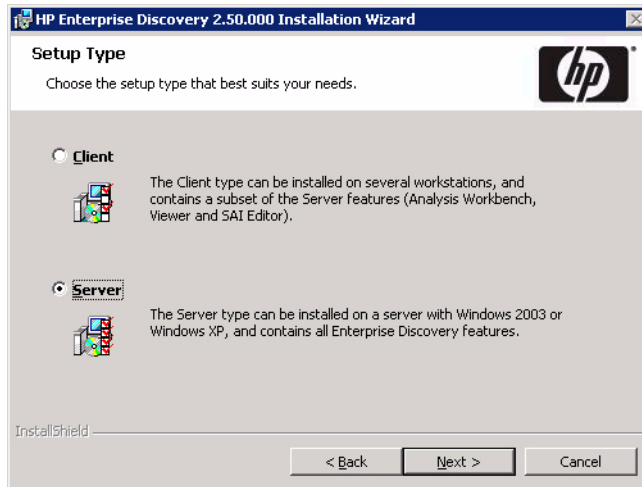 HP Enterprise Discovery 2.50.000 Installation Wizard
Setup Type
Choose the setup type that best suits your needs.
hp
Client
The Client type can be installed on several workstations, and
contains a subset of the Server features (Analysis Workbench,
Viewer and SAI Editor).
Server
The Server type can be installed on a server with Windows 2003 or
Windows XP, and contains all Enterprise Discovery features.
InstallShield
< Back
Next >
Cancel